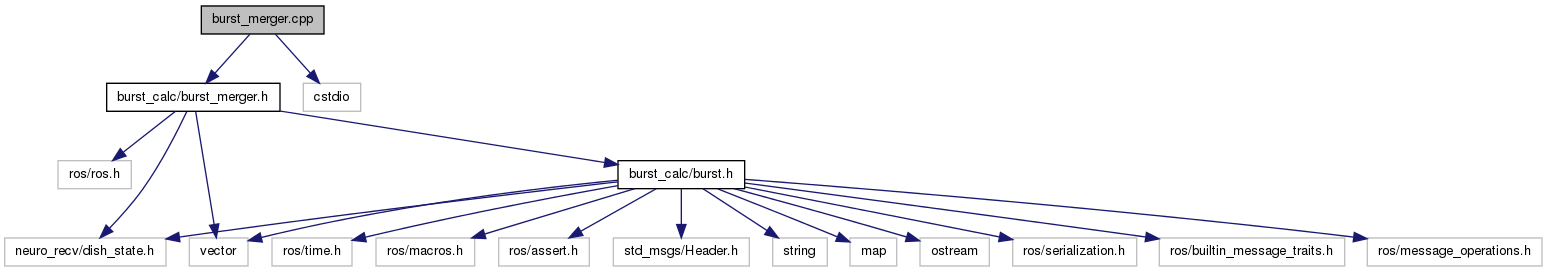 burst_merger.cpp
burst_calc/burst_merger.h
cstdio
ros/ros.h
burst_calc/burst.h
neuro_recv/dish_state.h
vector
ros/time.h
ros/macros.h
ros/assert.h
std_msgs/Header.h
string
map
ostream
ros/serialization.h
ros/builtin_message_traits.h
ros/message_operations.h